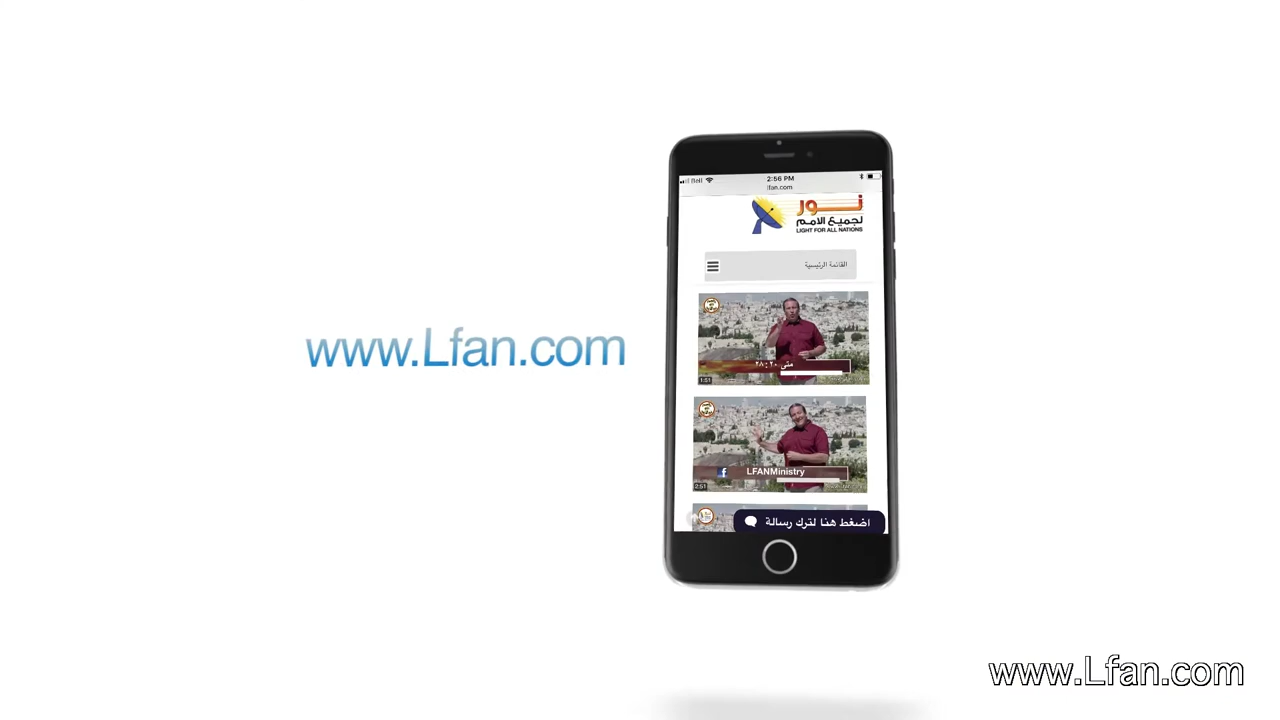 www.Lfan.com
Bell
2:56 PM
lfan.com
نور
لجميع الامم
LIGHT FOR ALL NATIONS
القائمة الرئيسية
متى ٢٠ : ٢٨
1:51
LFANMinistry
2:51
اضغط هنا لترك رسالة
www.Lfan.com